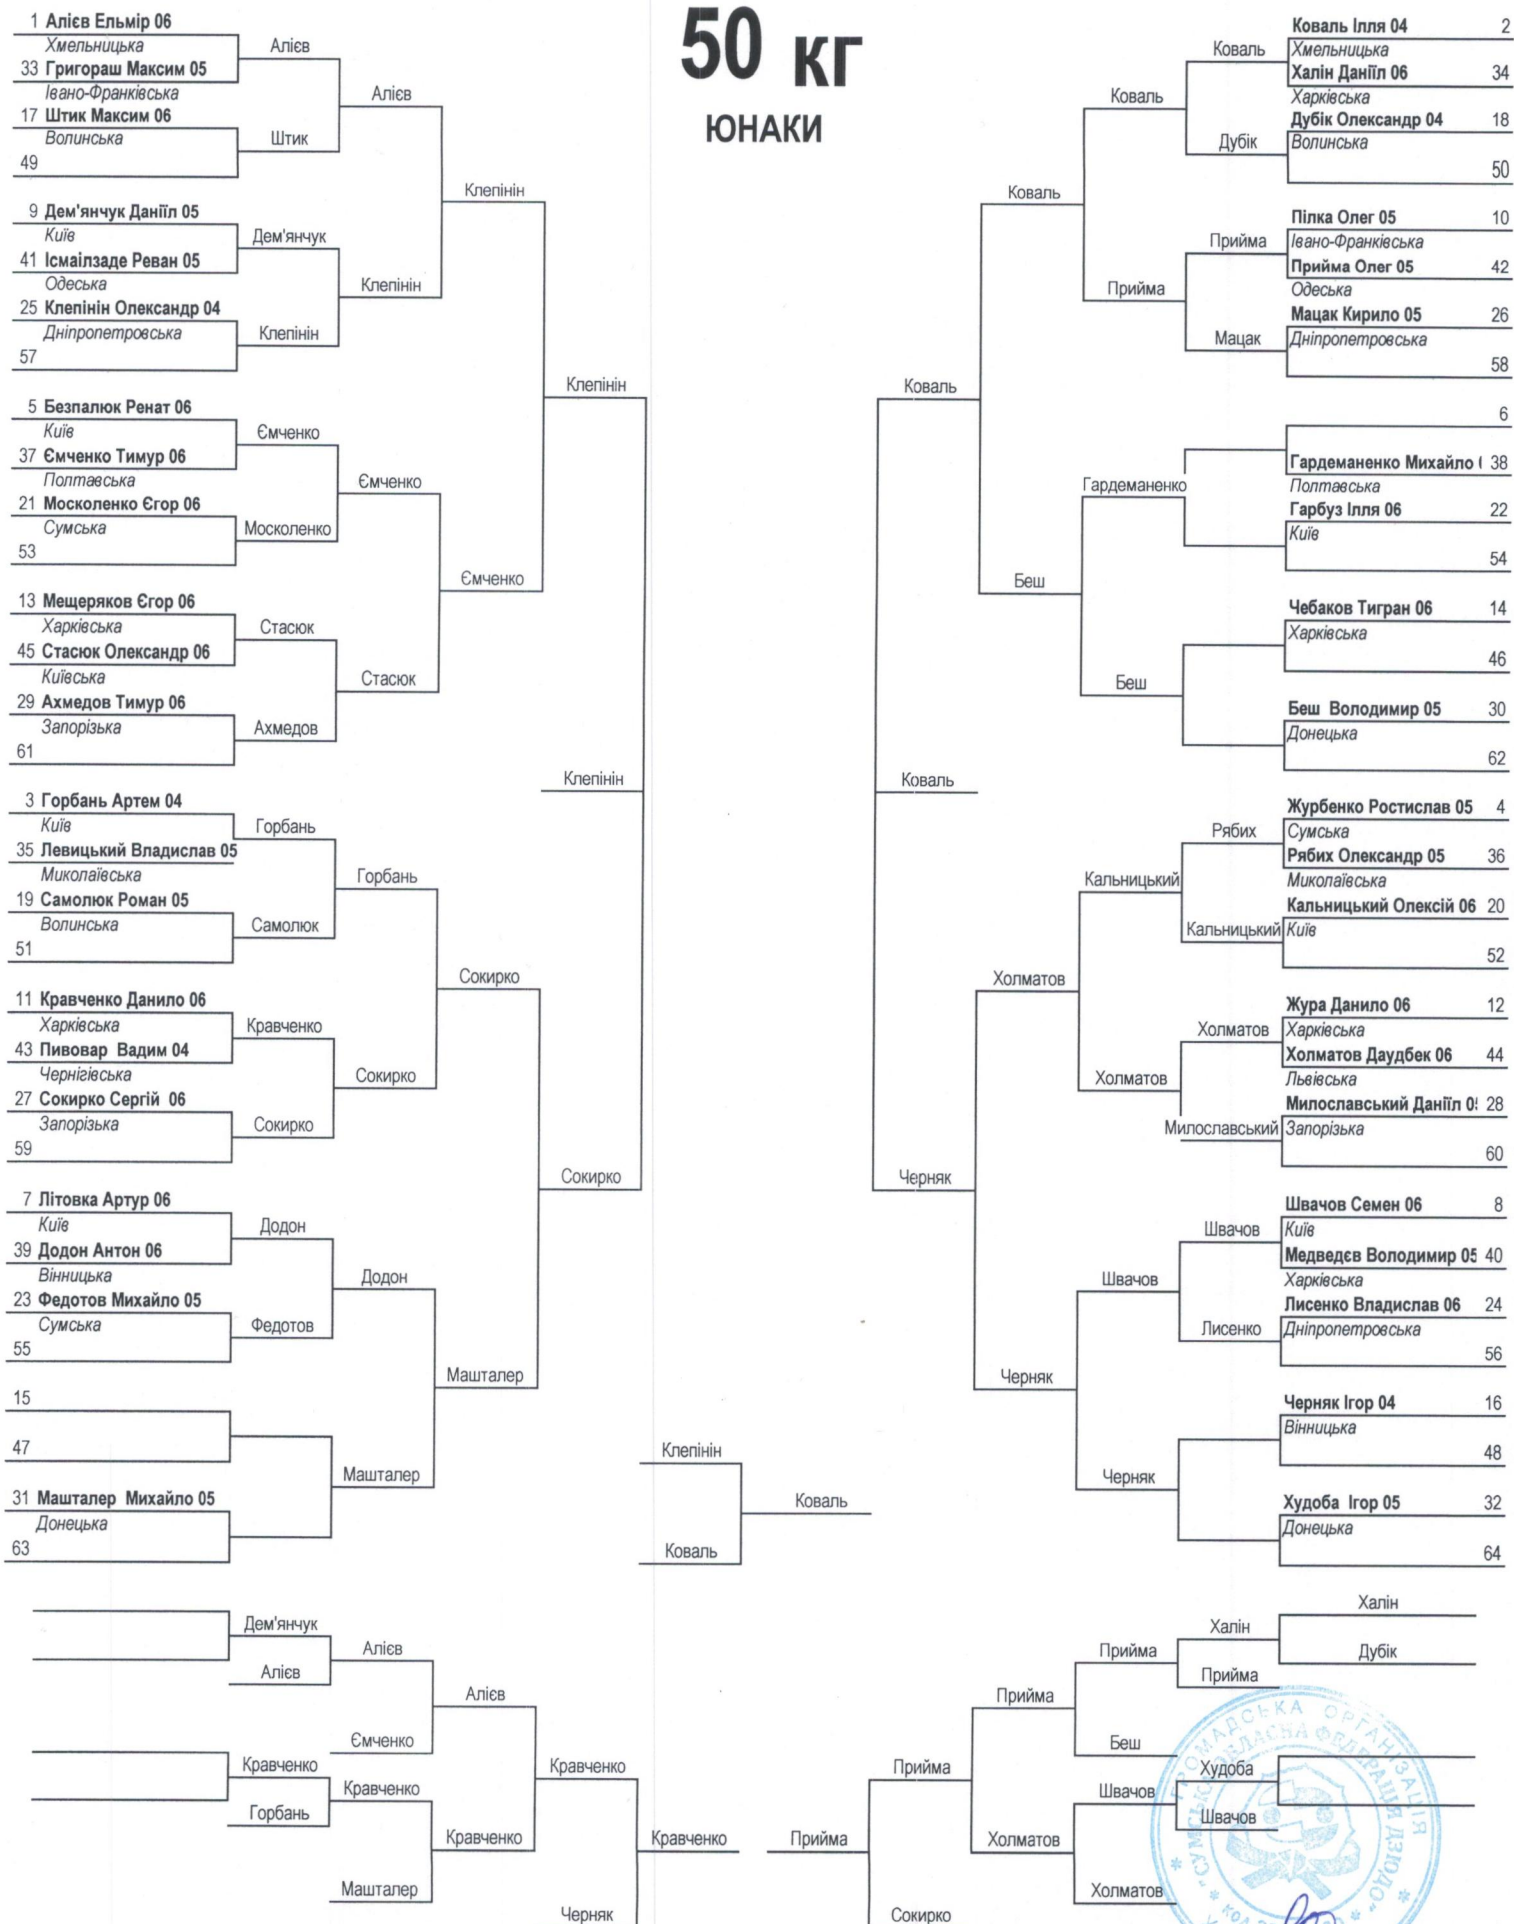 50 кг
ЮНАКИ
1 Алієв Ельмір 06
Хмельницька
33 Григораш Максим 05
Івано-Франківська
17 Штик Максим 06
Волинська
49
9 Дем'янчук Данііл 05
Київ
41 Ісмаілзаде Реван 05
Одеська
25 Клепінін Олександр 04
Дніпропетровська
57
5 Безпалюк Ренат 06
Київ
37 Ємченко Тимур 06
Полтавська
21 Москоленко Єгор 06
Сумська
53
13 Мещеряков Єгор 06
Харківська
45 Стасюк Олександр 06
Київська
29 Ахмедов Тимур 06
Запорізька
61
3 Горбань Артем 04
Київ
35 Левицький Владислав 05
Миколаївська
19 Самолюк Роман 05
Волинська
51
11 Кравченко Данило 06
Харківська
43 Пивовар Вадим 04
Чернігівська
27 Сокирко Сергій 06
Запорізька
59
7 Літовка Артур 06
Київ
39 Додон Антон 06
Вінницька
23 Федотов Михайло 05
Сумська
55
15
47
31 Машталер Михайло 05
Донецька
63
Алієв
Штик
Дем'янчук
Клепінін
Ємченко
Москоленко
Стасюк
Ахмедов
Горбань
Самолюк
Кравченко
Сокирко
Додон
Федотов
Алієв
Клепінін
Ємченко
Стасюк
Горбань
Сокирко
Додон
Машталер
Клепінін
Ємченко
Сокирко
Машталер
Клепінін
Сокирко
Клепінін
Клепінін
Коваль
Коваль
Коваль
Коваль
Черняк
Коваль
Беш
Холматов
Черняк
Коваль
Прийма
Гардеманенко
Беш
Кальницький
Холматов
Швачов
Черняк
Коваль
Дубік
Прийма
Мацак
Рябих
Кальницький
Холматов
Милославський
Швачов
Лисенко
Коваль Ілля 04 2
Хмельницька
Халін Данііл 06 34
Харківська
Дубік Олександр 04 18
Волинська
50
Пілка Олег 05 10
Івано-Франківська
Прийма Олег 05 42
Одеська
Мацак Кирило 05 26
Дніпропетровська
58
6
Гардеманенко Михайло 38
Полтавська
Гарбуз Ілля 06 22
Київ
54
Чебаков Тигран 06 14
Харківська
46
Беш Володимир 05 30
Донецька
62
Журбенко Ростислав 05 4
Сумська
Рябих Олександр 05 36
Миколаївська
Кальницький Олексій 06 20
Київ
52
Жура Данило 06 12
Харківська
Холматов Даудбек 06 44
Львівська
Милославський Данііл 28
Запорізька
60
Швачов Семен 06 8
Київ
Медведєв Володимир 05 40
Харківська
Лисенко Владислав 06 24
Дніпропетровська
56
Черняк Ігор 04 16
Вінницька
48
Худоба Ігор 05 32
Донецька
64
Дем'янчук
Алієв
Алієв
Ємченко
Алієв
Кравченко
Горбань
Кравченко
Машталер
Кравченко
Кравченко
Черняк
Кравченко
Прийма
Прийма
Сокирко
Прийма
Холматов
Прийма
Беш
Швачов
Холматов
Халін
Прийма
Худоба
Швачов
Халін
Дубік
ГРОМАДСЬКА ОРГАНІЗАЦІЯ
"СУМСЬКА ОБЛАСНА ФЕДЕРАЦІЯ ДЗЮДО"